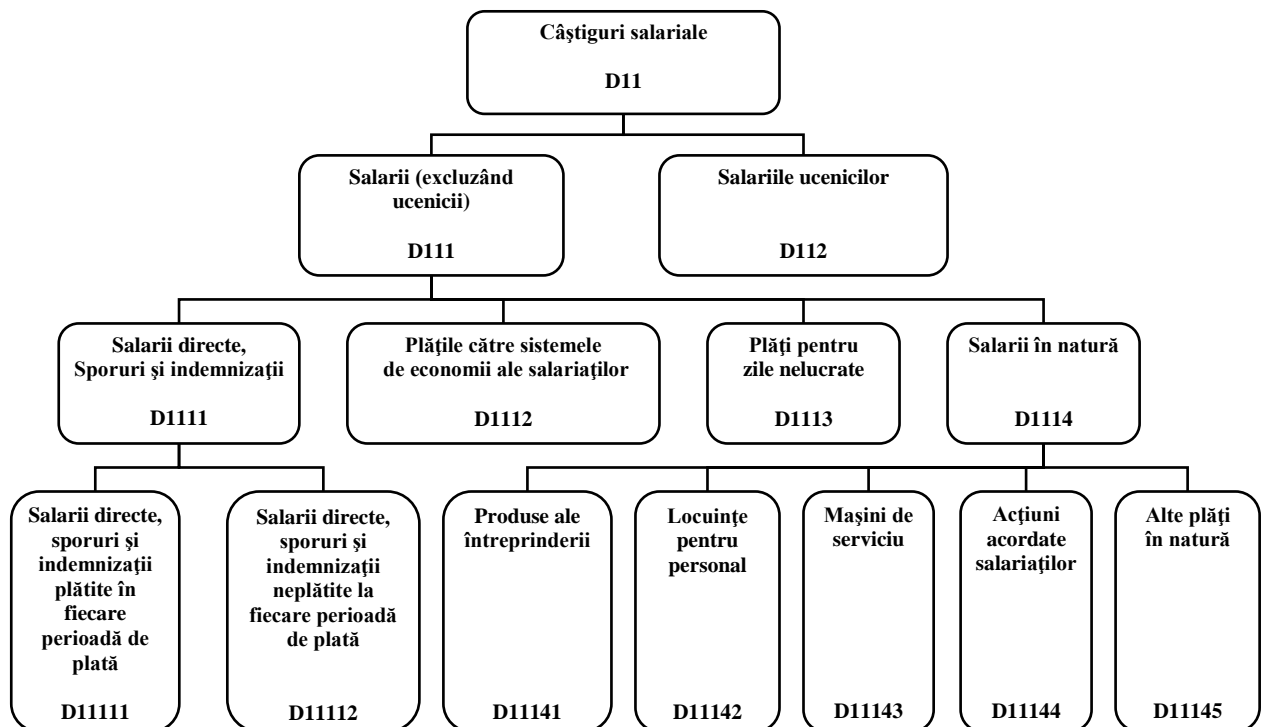 Câştiguri salariale
D11
Salarii (excluzând
ucenicii)
D111
Salariile ucenicilor
D112
Salarii directe,
Sporuri şi indemnizaţii
D1111
Plăţile către sistemele
de economii ale salariaţilor
D1112
Plăţi pentru
zile nelucrate
D1113
Salarii în natură
D1114
Salarii directe,
sporuri şi
indemnizaţii
plătite în
fiecare
perioadă de
plată
D11111
Salarii directe,
sporuri şi
indemnizaţii
neplătite la
fiecare perioadă
de plată
D11112
Produse ale
întreprinderii
D11141
Locuinţe
pentru
personal
D11142
Maşini de
serviciu
D11143
Acţiuni
acordate
salariaţilor
D11144
Alte plăţi
în natură
D11145